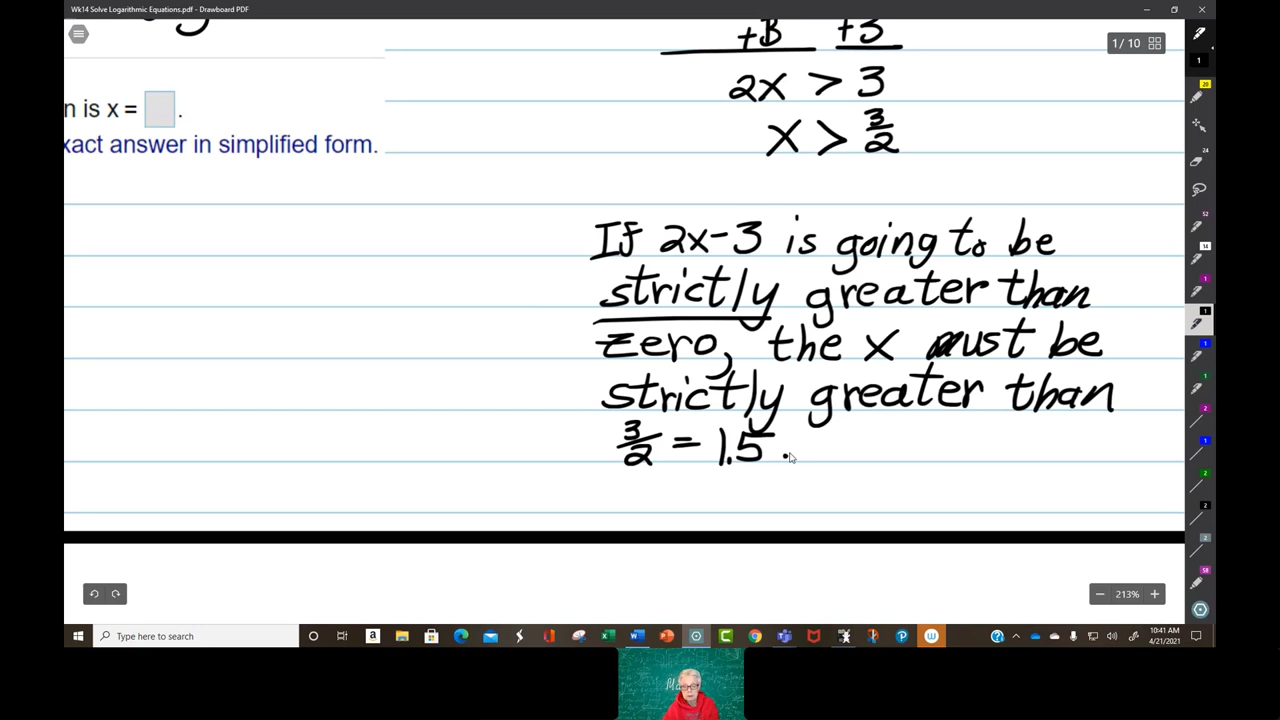 Wk14 Solve Logarithmic Equations.pdf - Drawboard PDF
+3 +3
1 / 10
2x > 3
n is x = .
x > 3/2
xact answer in simplified form.
If 2x-3 is going to be
strictly greater than
zero, the x must be
strictly greater than
3/2 = 1.5 .
213%
Type here to search
10:41 AM
4/21/2021